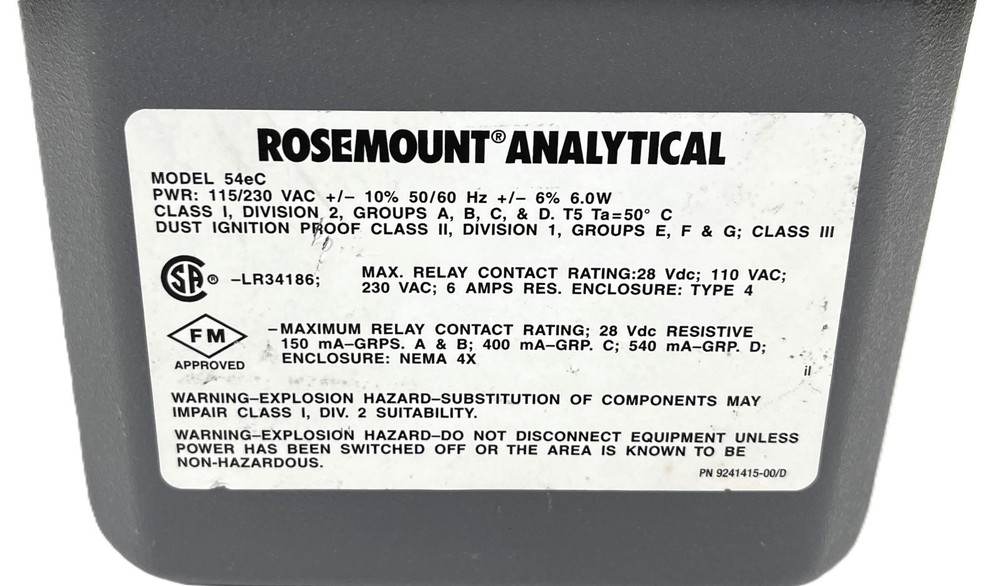 ROSEMOUNT® ANALYTICAL
MODEL 54eC
PWR: 115/230 VAC +/– 10% 50/60 Hz +/– 6% 6.0W
CLASS I, DIVISION 2, GROUPS A, B, C, & D. T5 Ta=50° C
DUST IGNITION PROOF CLASS II, DIVISION 1, GROUPS E, F & G; CLASS III
SA® –LR34186;
MAX. RELAY CONTACT RATING:28 Vdc; 110 VAC;
230 VAC; 6 AMPS RES. ENCLOSURE: TYPE 4
FM
APPROVED
–MAXIMUM RELAY CONTACT RATING; 28 Vdc RESISTIVE
150 mA–GRPS. A & B; 400 mA–GRP. C; 540 mA–GRP. D;
ENCLOSURE: NEMA 4X
il
WARNING–EXPLOSION HAZARD–SUBSTITUTION OF COMPONENTS MAY
IMPAIR CLASS I, DIV. 2 SUITABILITY.
WARNING–EXPLOSION HAZARD–DO NOT DISCONNECT EQUIPMENT UNLESS
POWER HAS BEEN SWITCHED OFF OR THE AREA IS KNOWN TO BE
NON-HAZARDOUS.
PN 9241415-00/D